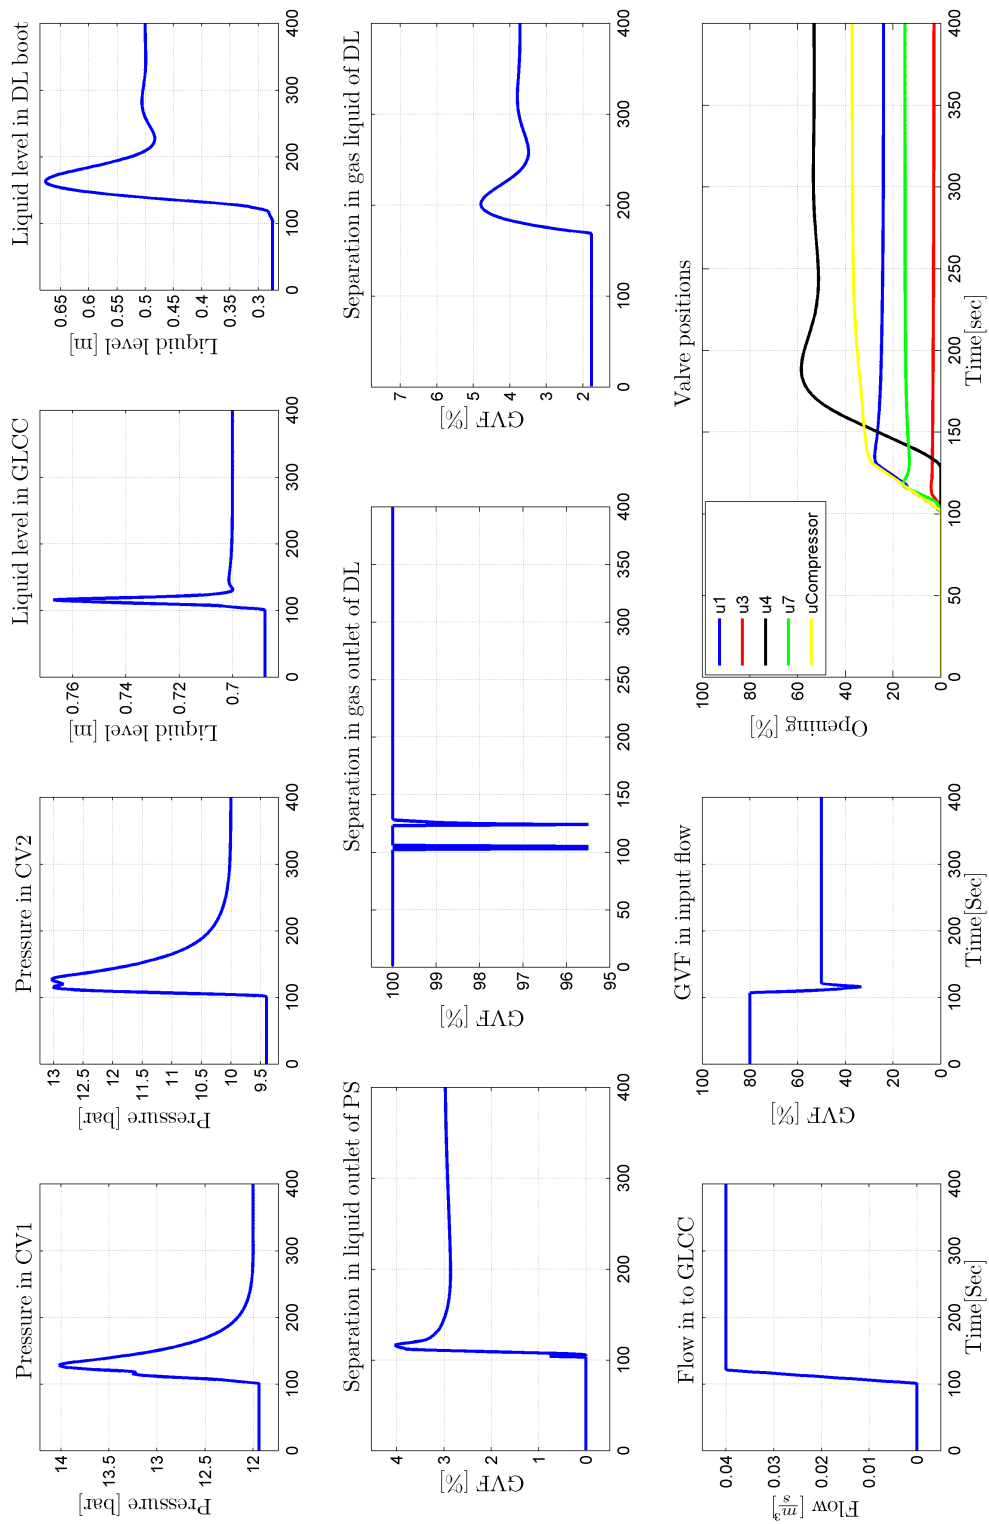 Pressure in CV1
Pressure [bar]
14
13.5
13
12.5
12
0 100 200 300 400
Pressure in CV2
Pressure [bar]
13
12.5
12
11.5
11
10.5
10
9.5
0 100 200 300 400
Liquid level in GLCC
Liquid level [m]
0.76
0.74
0.72
0.7
0 100 200 300 400
Liquid level in DL boot
Liquid level [m]
0.65
0.6
0.55
0.5
0.45
0.4
0.35
0.3
0 100 200 300 400
Separation in liquid outlet of PS
GVF [%]
4
3
2
1
0
0 100 200 300 400
Separation in gas outlet of DL
GVF [%]
100
99
98
97
96
95
0 50 100 150 200 250 300 350 400
Separation in gas liquid of DL
GVF [%]
7
6
5
4
3
2
0 100 200 300 400
Flow in to GLCC
Flow [m³/s]
0.04
0.03
0.02
0.01
0
0 100 200 300 400
Time[Sec]
GVF in input flow
GVF [%]
100
80
60
40
20
0
0 100 200 300 400
Time[Sec]
Valve positions
Opening [%]
100
80
60
40
20
0
u1
u3
u4
u7
uCompressor
0 50 100 150 200 250 300 350 400
Time[sec]